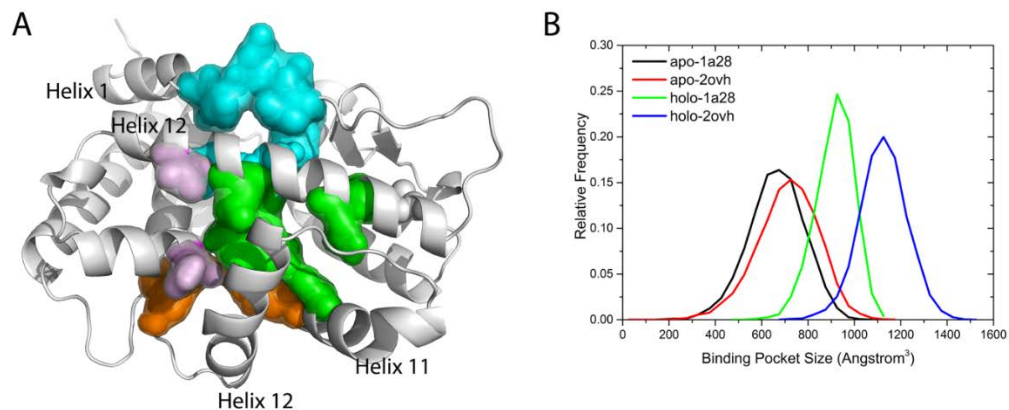 A
Helix 1
Helix 12
Helix 11
Helix 12
B
Relative Frequency
0.30
0.25
0.20
0.15
0.10
0.05
0.00
apo-1a28
apo-2ovh
holo-1a28
holo-2ovh
0 200 400 600 800 1000 1200 1400 1600
Binding Pocket Size (Angstrom³)